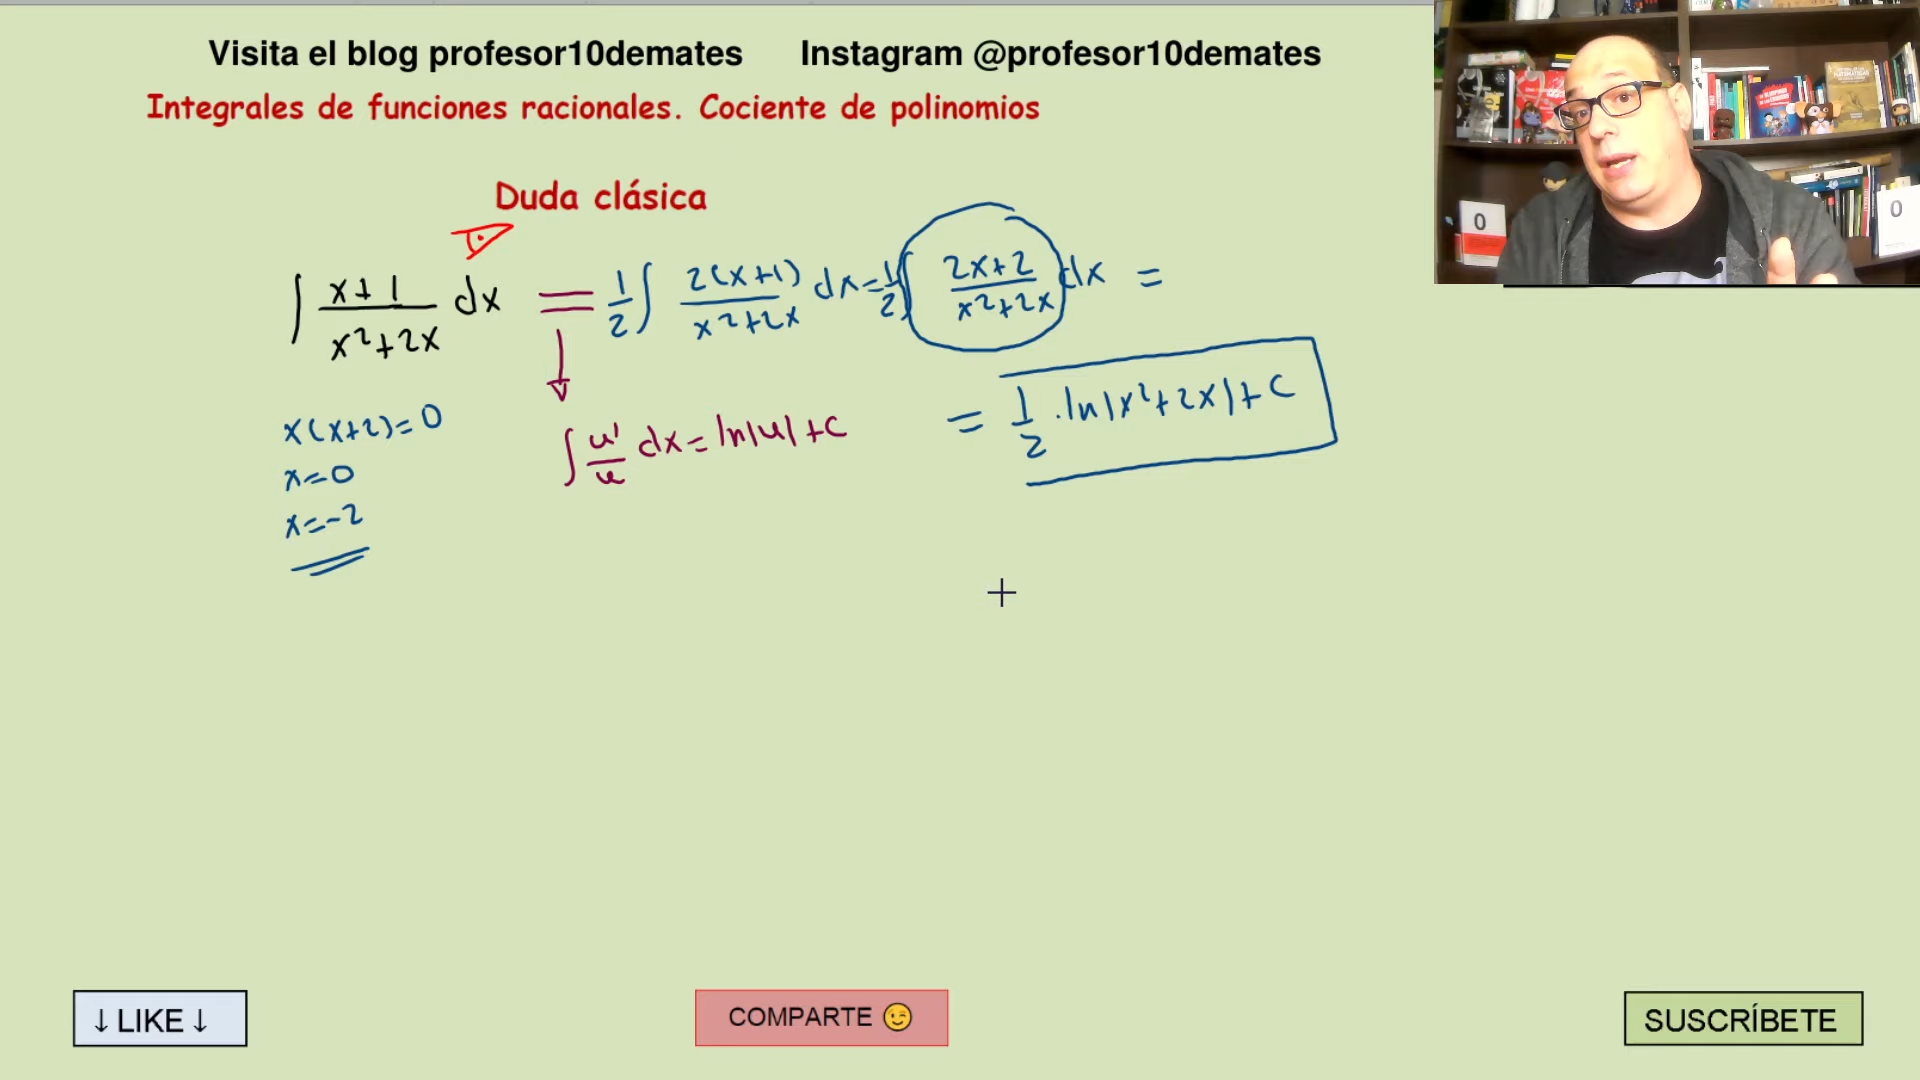 Visita el blog profesor10demates Instagram @profesor10demates
Integrales de funciones racionales. Cociente de polinomios
Duda clásica
∫ (x+1)/(x²+2x) dx = 1/2 ∫ 2(x+1)/(x²+2x) dx = 1/2 ∫ (2x+2)/(x²+2x) dx =
= 1/2 · ln|x²+2x|+c
x(x+2)=0
x=0
x=-2
∫ u'/u dx = ln|u|+c
0
0
↓ LIKE ↓
COMPARTE 😉
SUSCRÍBETE